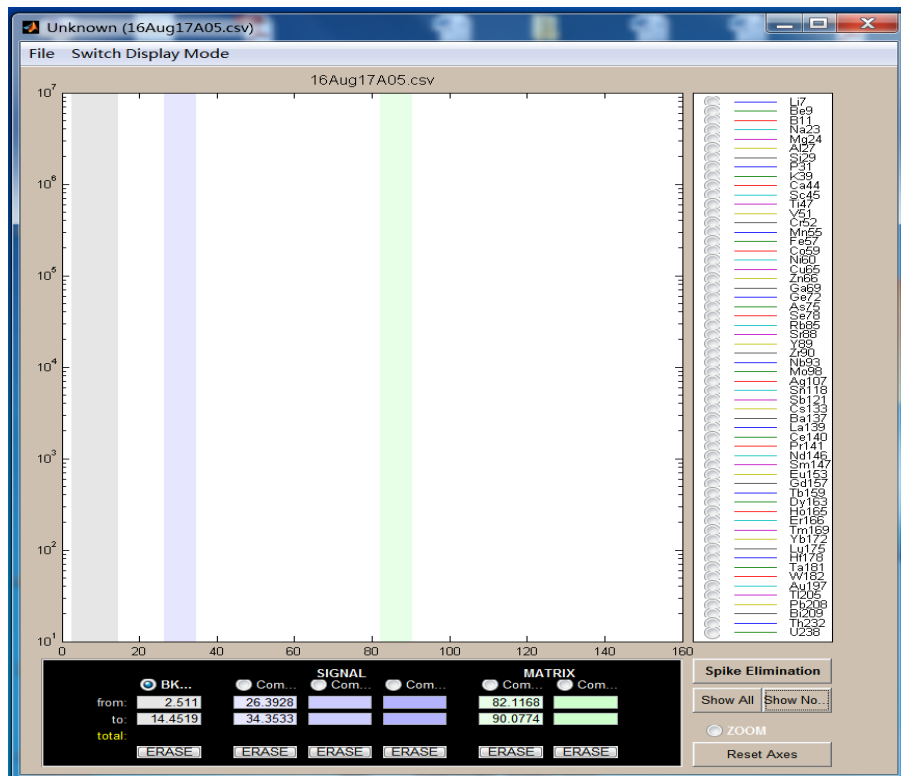 Unknown (16Aug17A05.csv)
File Switch Display Mode
16Aug17A05.csv
10^7
10^6
10^5
10^4
10^3
10^2
10^1
0 20 40 60 80 100 120 140 160
Li7
Be9
B11
Na23
Mg24
Al27
Si29
P31
K39
Ca44
Sc45
Ti47
V51
Cr52
Mn55
Fe57
Co59
Ni60
Cu65
Zn66
Ga69
Ge72
As75
Se78
Rb85
Sr88
Y89
Zr90
Nb93
Mo98
Ag107
Sn118
Sb121
Cs133
Ba137
La139
Ce140
Pr141
Nd146
Sm147
Eu153
Gd157
Tb159
Dy163
Ho165
Er166
Tm169
Yb172
Lu175
Hf178
Ta181
W182
Au197
Tl205
Pb208
Bi209
Th232
U238
SIGNAL MATRIX
BK... Com... Com... Com... Com... Com...
from: 2.511 26.3928 82.1168
to: 14.4519 34.3533 90.0774
total:
ERASE ERASE ERASE ERASE ERASE ERASE
Spike Elimination
Show All Show No...
ZOOM
Reset Axes